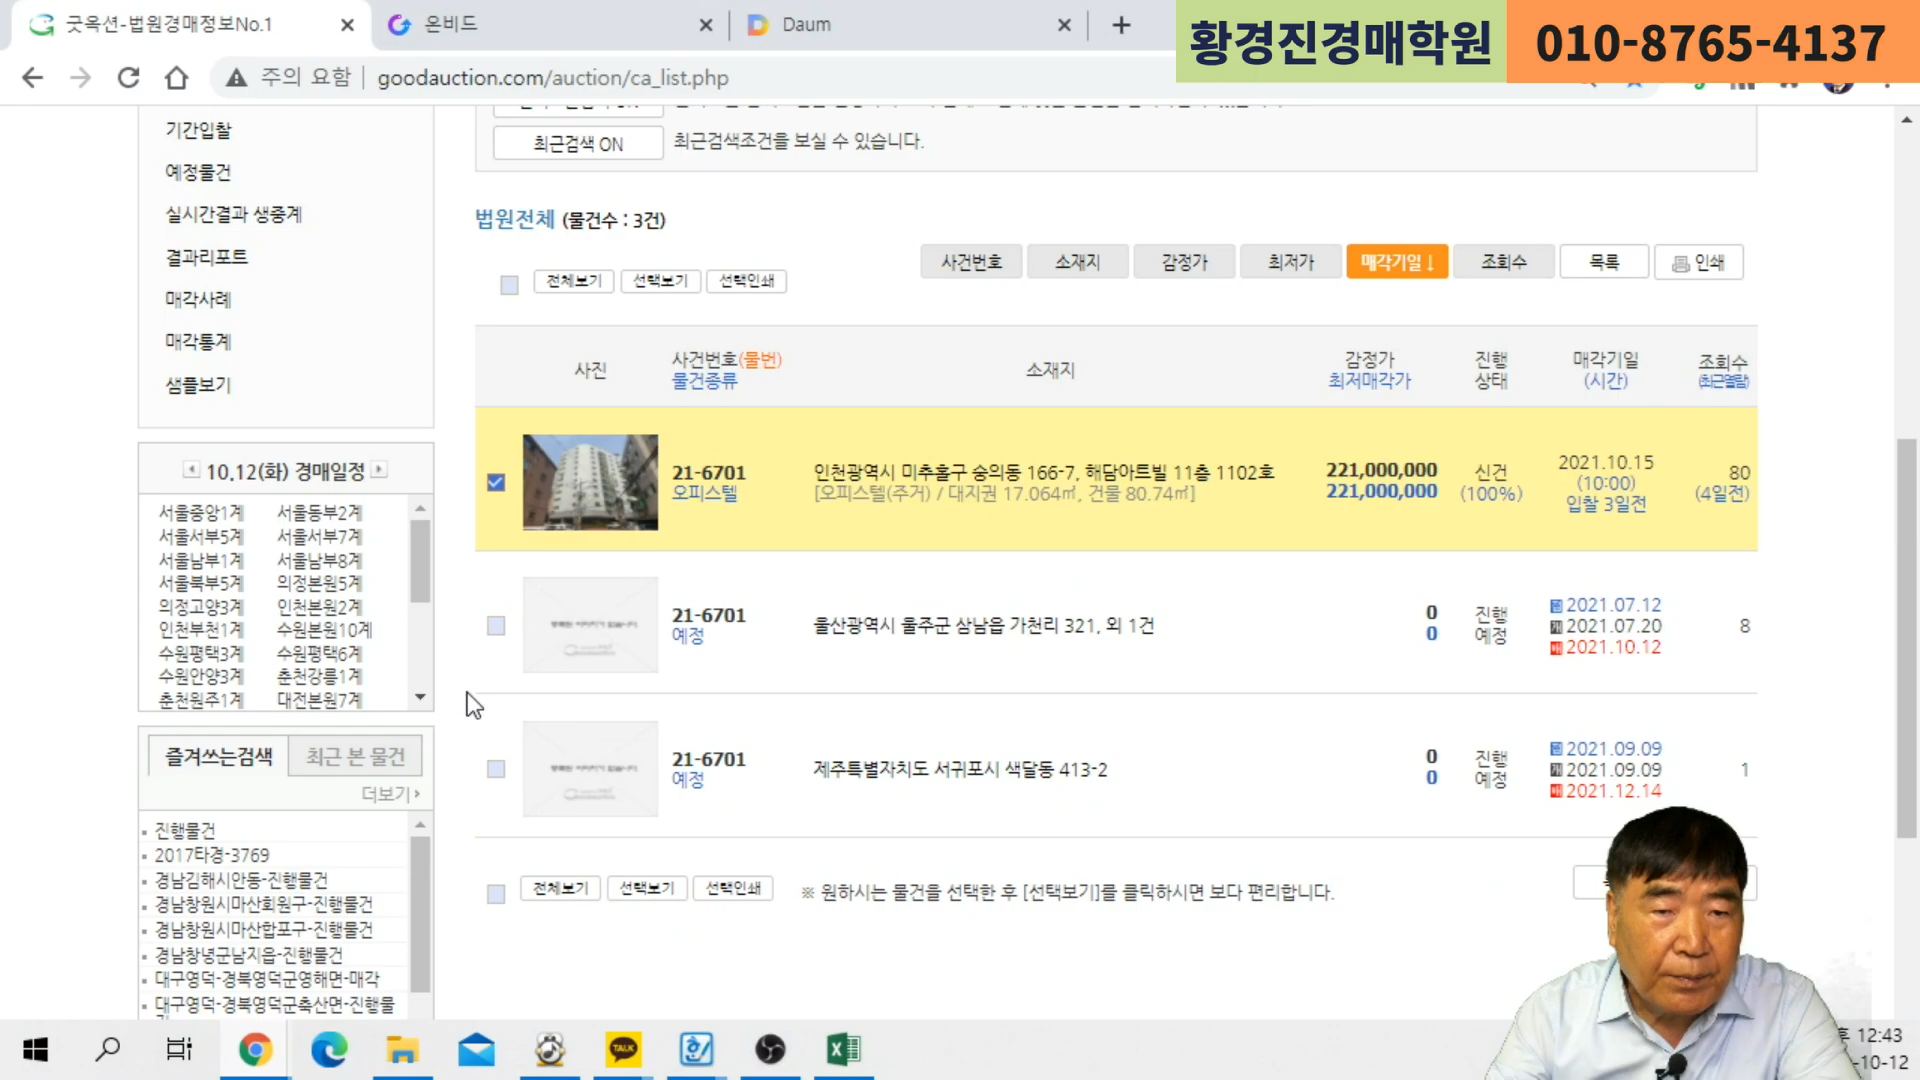 굿옥션-법원경매정보No.1
온비드
Daum
황경진경매학원
010-8765-4137
주의 요함
goodauction.com/auction/ca_list.php
기간입찰
예정물건
실시간결과 생중계
결과리포트
매각사례
매각통계
샘플보기
최근검색 ON
최근검색조건을 보실 수 있습니다.
법원전체 (물건수 : 3건)
사건번호
소재지
감정가
최저가
매각기일↓
조회수
목록
인쇄
전체보기
선택보기
선택인쇄
사진
사건번호(물번)
물건종류
소재지
감정가
최저매각가
진행
상태
매각기일
(시간)
조회수
(최근열람)
21-6701
오피스텔
인천광역시 미추홀구 숭의동 166-7, 해담아트빌 11층 1102호
[오피스텔(주거) / 대지권 17.064㎡, 건물 80.74㎡]
221,000,000
221,000,000
신건
(100%)
2021.10.15
(10:00)
입찰 3일전
80
(4일전)
21-6701
예정
울산광역시 울주군 삼남읍 가천리 321, 외 1건
0
0
진행
예정
2021.07.12
2021.07.20
2021.10.12
8
21-6701
예정
제주특별자치도 서귀포시 색달동 413-2
0
0
진행
예정
2021.09.09
2021.09.09
2021.12.14
1
전체보기
선택보기
선택인쇄
※ 원하시는 물건을 선택한 후 [선택보기]를 클릭하시면 보다 편리합니다.
10.12(화) 경매일정
서울중앙1계 서울동부2계
서울서부5계 서울서부7계
서울남부1계 서울남부8계
서울북부5계 의정본원5계
의정고양3계 인천본원2계
인천부천1계 수원본원10계
수원평택3계 수원평택6계
수원안양3계 춘천강릉1계
춘천원주1계 대전본원7계
즐겨쓰는검색
최근 본 물건
더보기
진행물건
2017타경-3769
경남김해시안동-진행물건
경남창원시마산회원구-진행물건
경남창원시마산합포구-진행물건
경남창녕군남지읍-진행물건
대구영덕-경북영덕군영해면-매각
대구영덕-경북영덕군축산면-진행물
TALK
12:43
-10-12